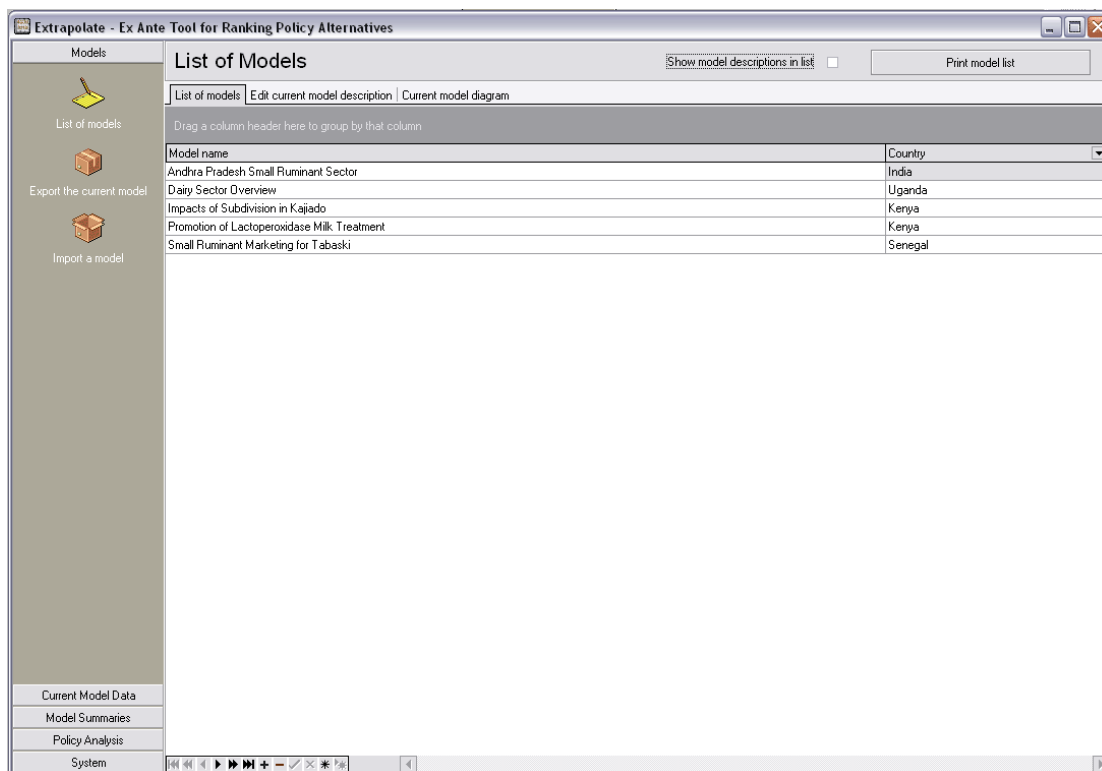 Extrapolate - Ex Ante Tool for Ranking Policy Alternatives
Models
List of Models
Show model descriptions in list
Print model list
List of models
Edit current model description
Current model diagram
List of models
Drag a column header here to group by that column
Export the current model
Import a model
Model name Country
Andhra Pradesh Small Ruminant Sector India
Dairy Sector Overview Uganda
Impacts of Subdivision in Kajiado Kenya
Promotion of Lactoperoxidase Milk Treatment Kenya
Small Ruminant Marketing for Tabaski Senegal
Current Model Data
Model Summaries
Policy Analysis
System